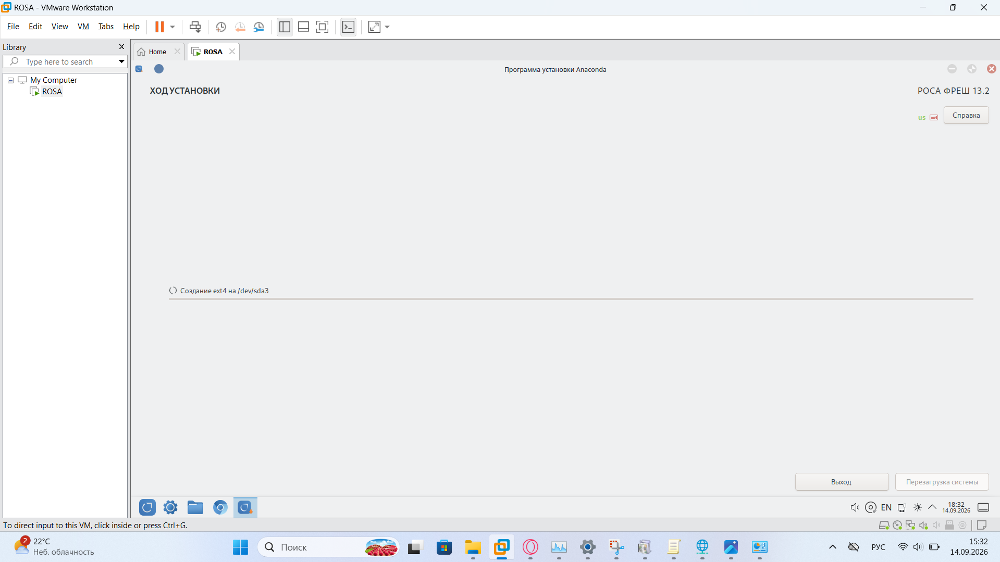 ROSA - VMware Workstation
File Edit View VM Tabs Help
Library
Type here to search
My Computer
ROSA
Home
ROSA
Программа установки Anaconda
ХОД УСТАНОВКИ
РОСА ФРЕШ 13.2
us
Справка
Создание ext4 на /dev/sda3
Выход
Перезагрузка системы
EN
18:32
14.09.2026
To direct input to this VM, click inside or press Ctrl+G.
2
22°C
Неб. облачность
Поиск
РУС
15:32
14.09.2026